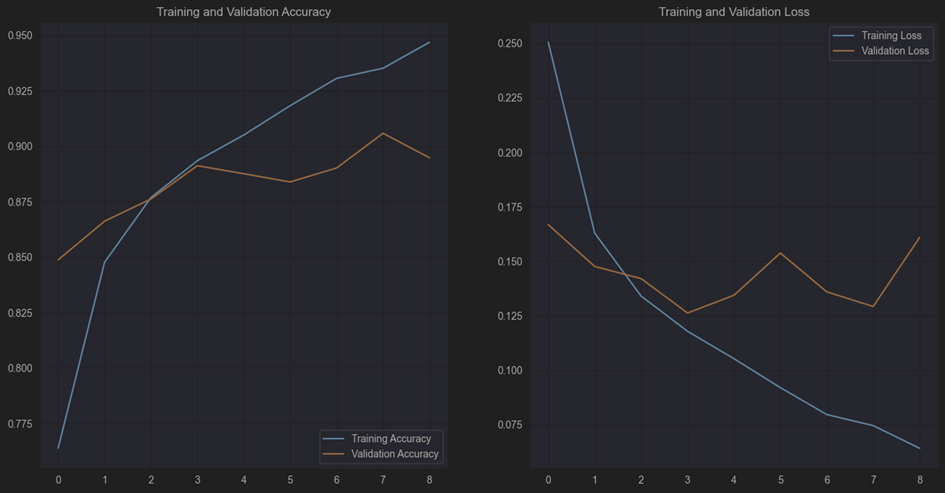 Training and Validation Accuracy
0.950
0.925
0.900
0.875
0.850
0.825
0.800
0.775
Training Accuracy
Validation Accuracy
0 1 2 3 4 5 6 7 8
Training and Validation Loss
Training Loss
Validation Loss
0.250
0.225
0.200
0.175
0.150
0.125
0.100
0.075
0 1 2 3 4 5 6 7 8